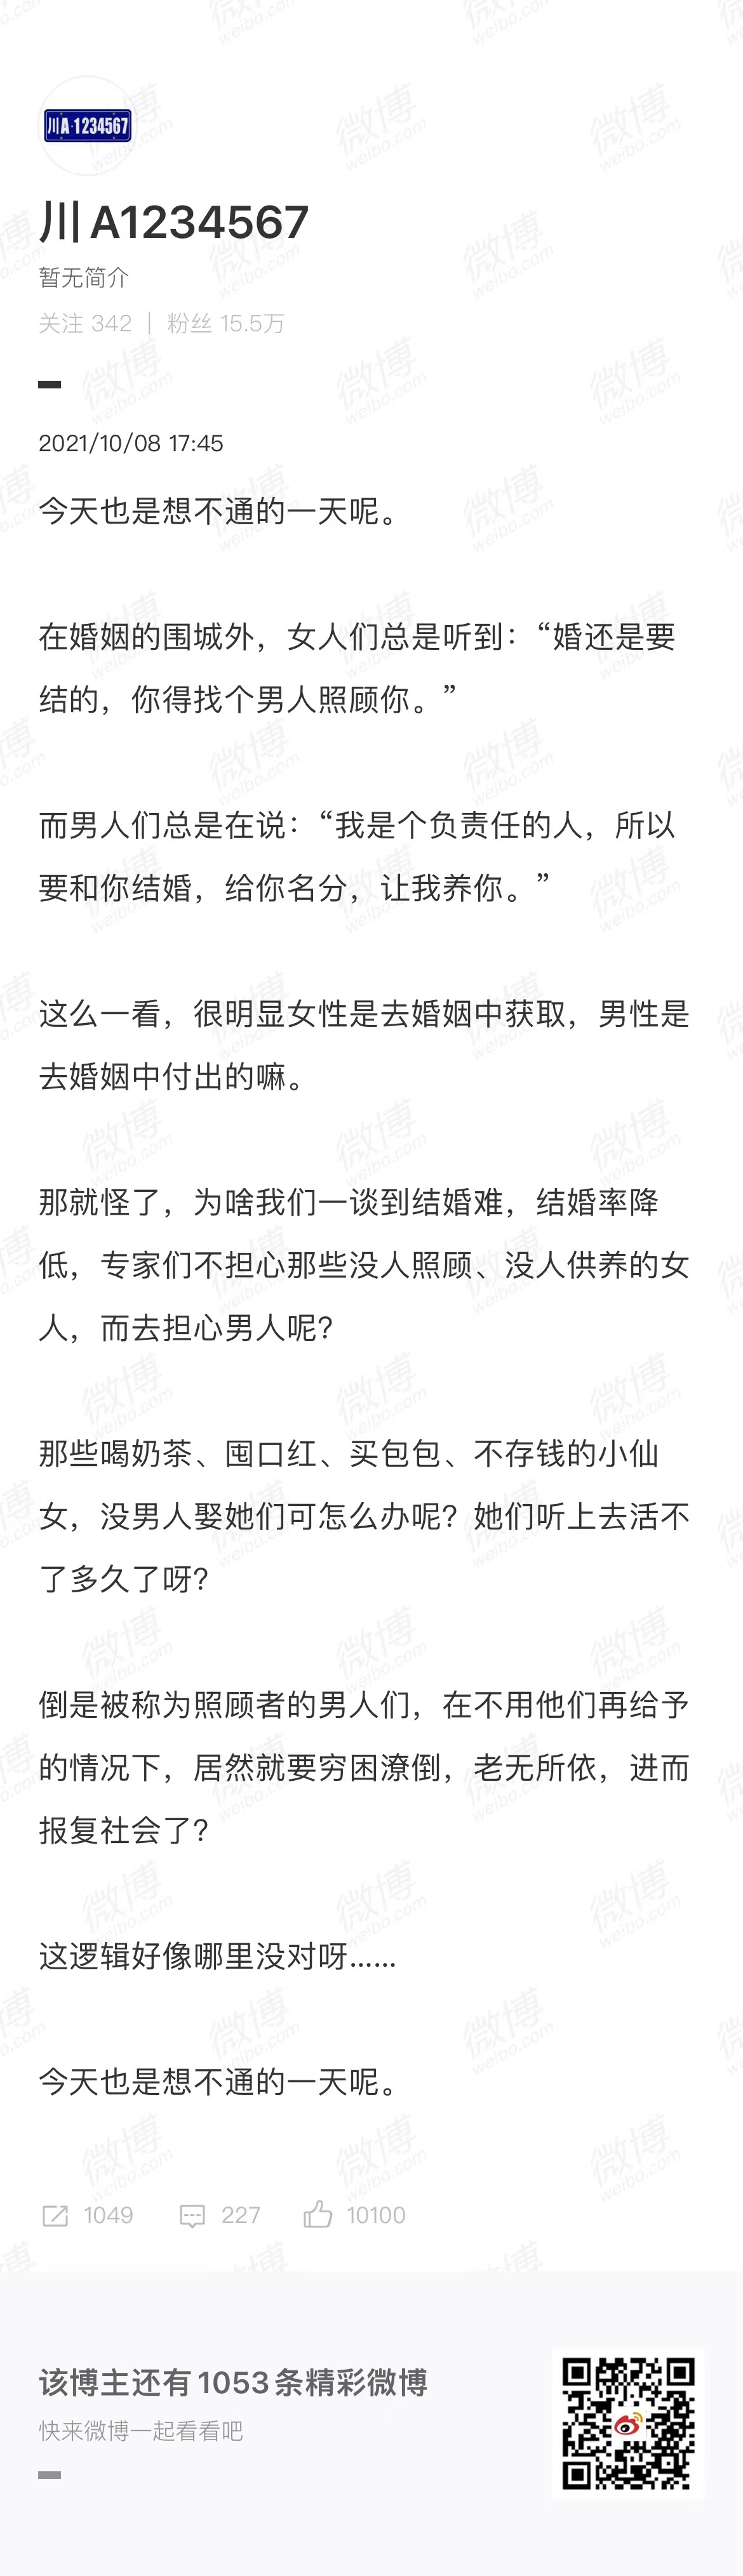 川A·1234567
川A1234567
暂无简介
关注 342 | 粉丝 15.5万
2021/10/08 17:45
今天也是想不通的一天呢。
在婚姻的围城外，女人们总是听到：“婚还是要
结的，你得找个男人照顾你。”
而男人们总是在说：“我是个负责任的人，所以
要和你结婚，给你名分，让我养你。”
这么一看，很明显女性是去婚姻中获取，男性是
去婚姻中付出的嘛。
那就怪了，为啥我们一谈到结婚难，结婚率降
低，专家们不担心那些没人照顾、没人供养的女
人，而去担心男人呢？
那些喝奶茶、囤口红、买包包、不存钱的小仙
女，没男人娶她们可怎么办呢？她们听上去活不
了多久了呀？
倒是被称为照顾者的男人们，在不用他们再给予
的情况下，居然就要穷困潦倒，老无所依，进而
报复社会了？
这逻辑好像哪里没对呀……
今天也是想不通的一天呢。
1049 227 10100
该博主还有1053条精彩微博
快来微博一起看看吧
微博
weibo.com